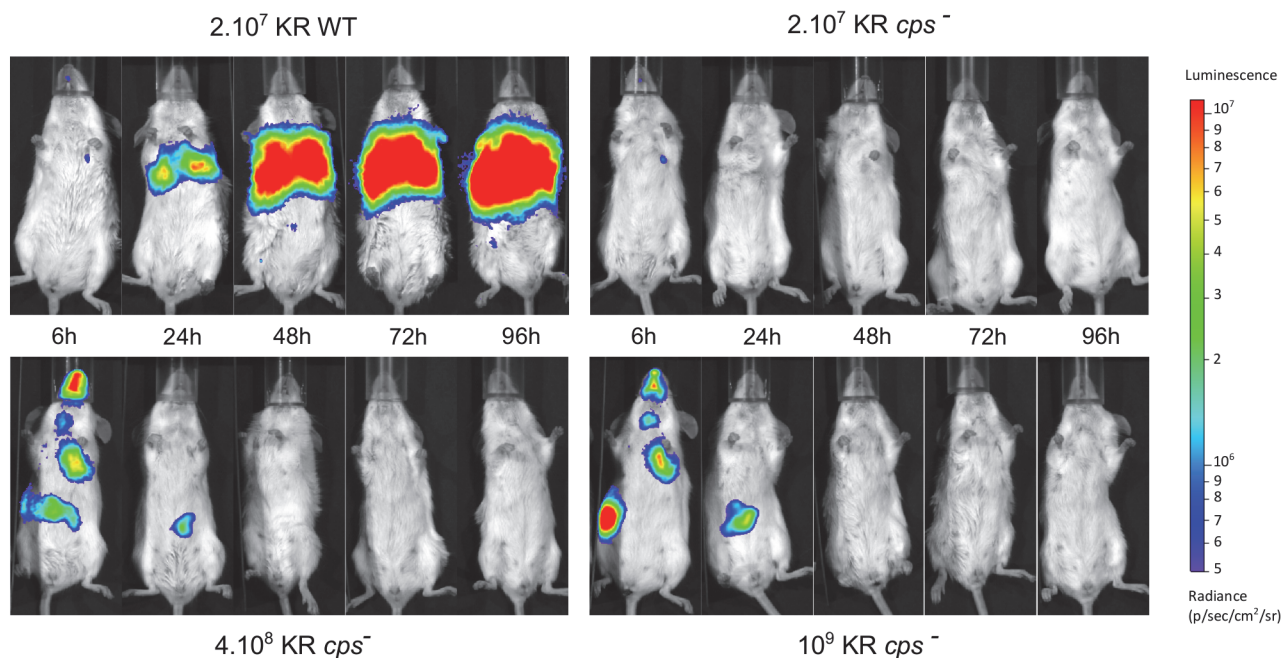 2.10⁷ KR WT
2.10⁷ KR cps⁻
6h 24h 48h 72h 96h
6h 24h 48h 72h 96h
4.10⁸ KR cps⁻
10⁹ KR cps⁻
Luminescence
10⁷
9
8
7
6
5
4
3
2
10⁶
9
8
7
6
5
Radiance
(p/sec/cm²/sr)